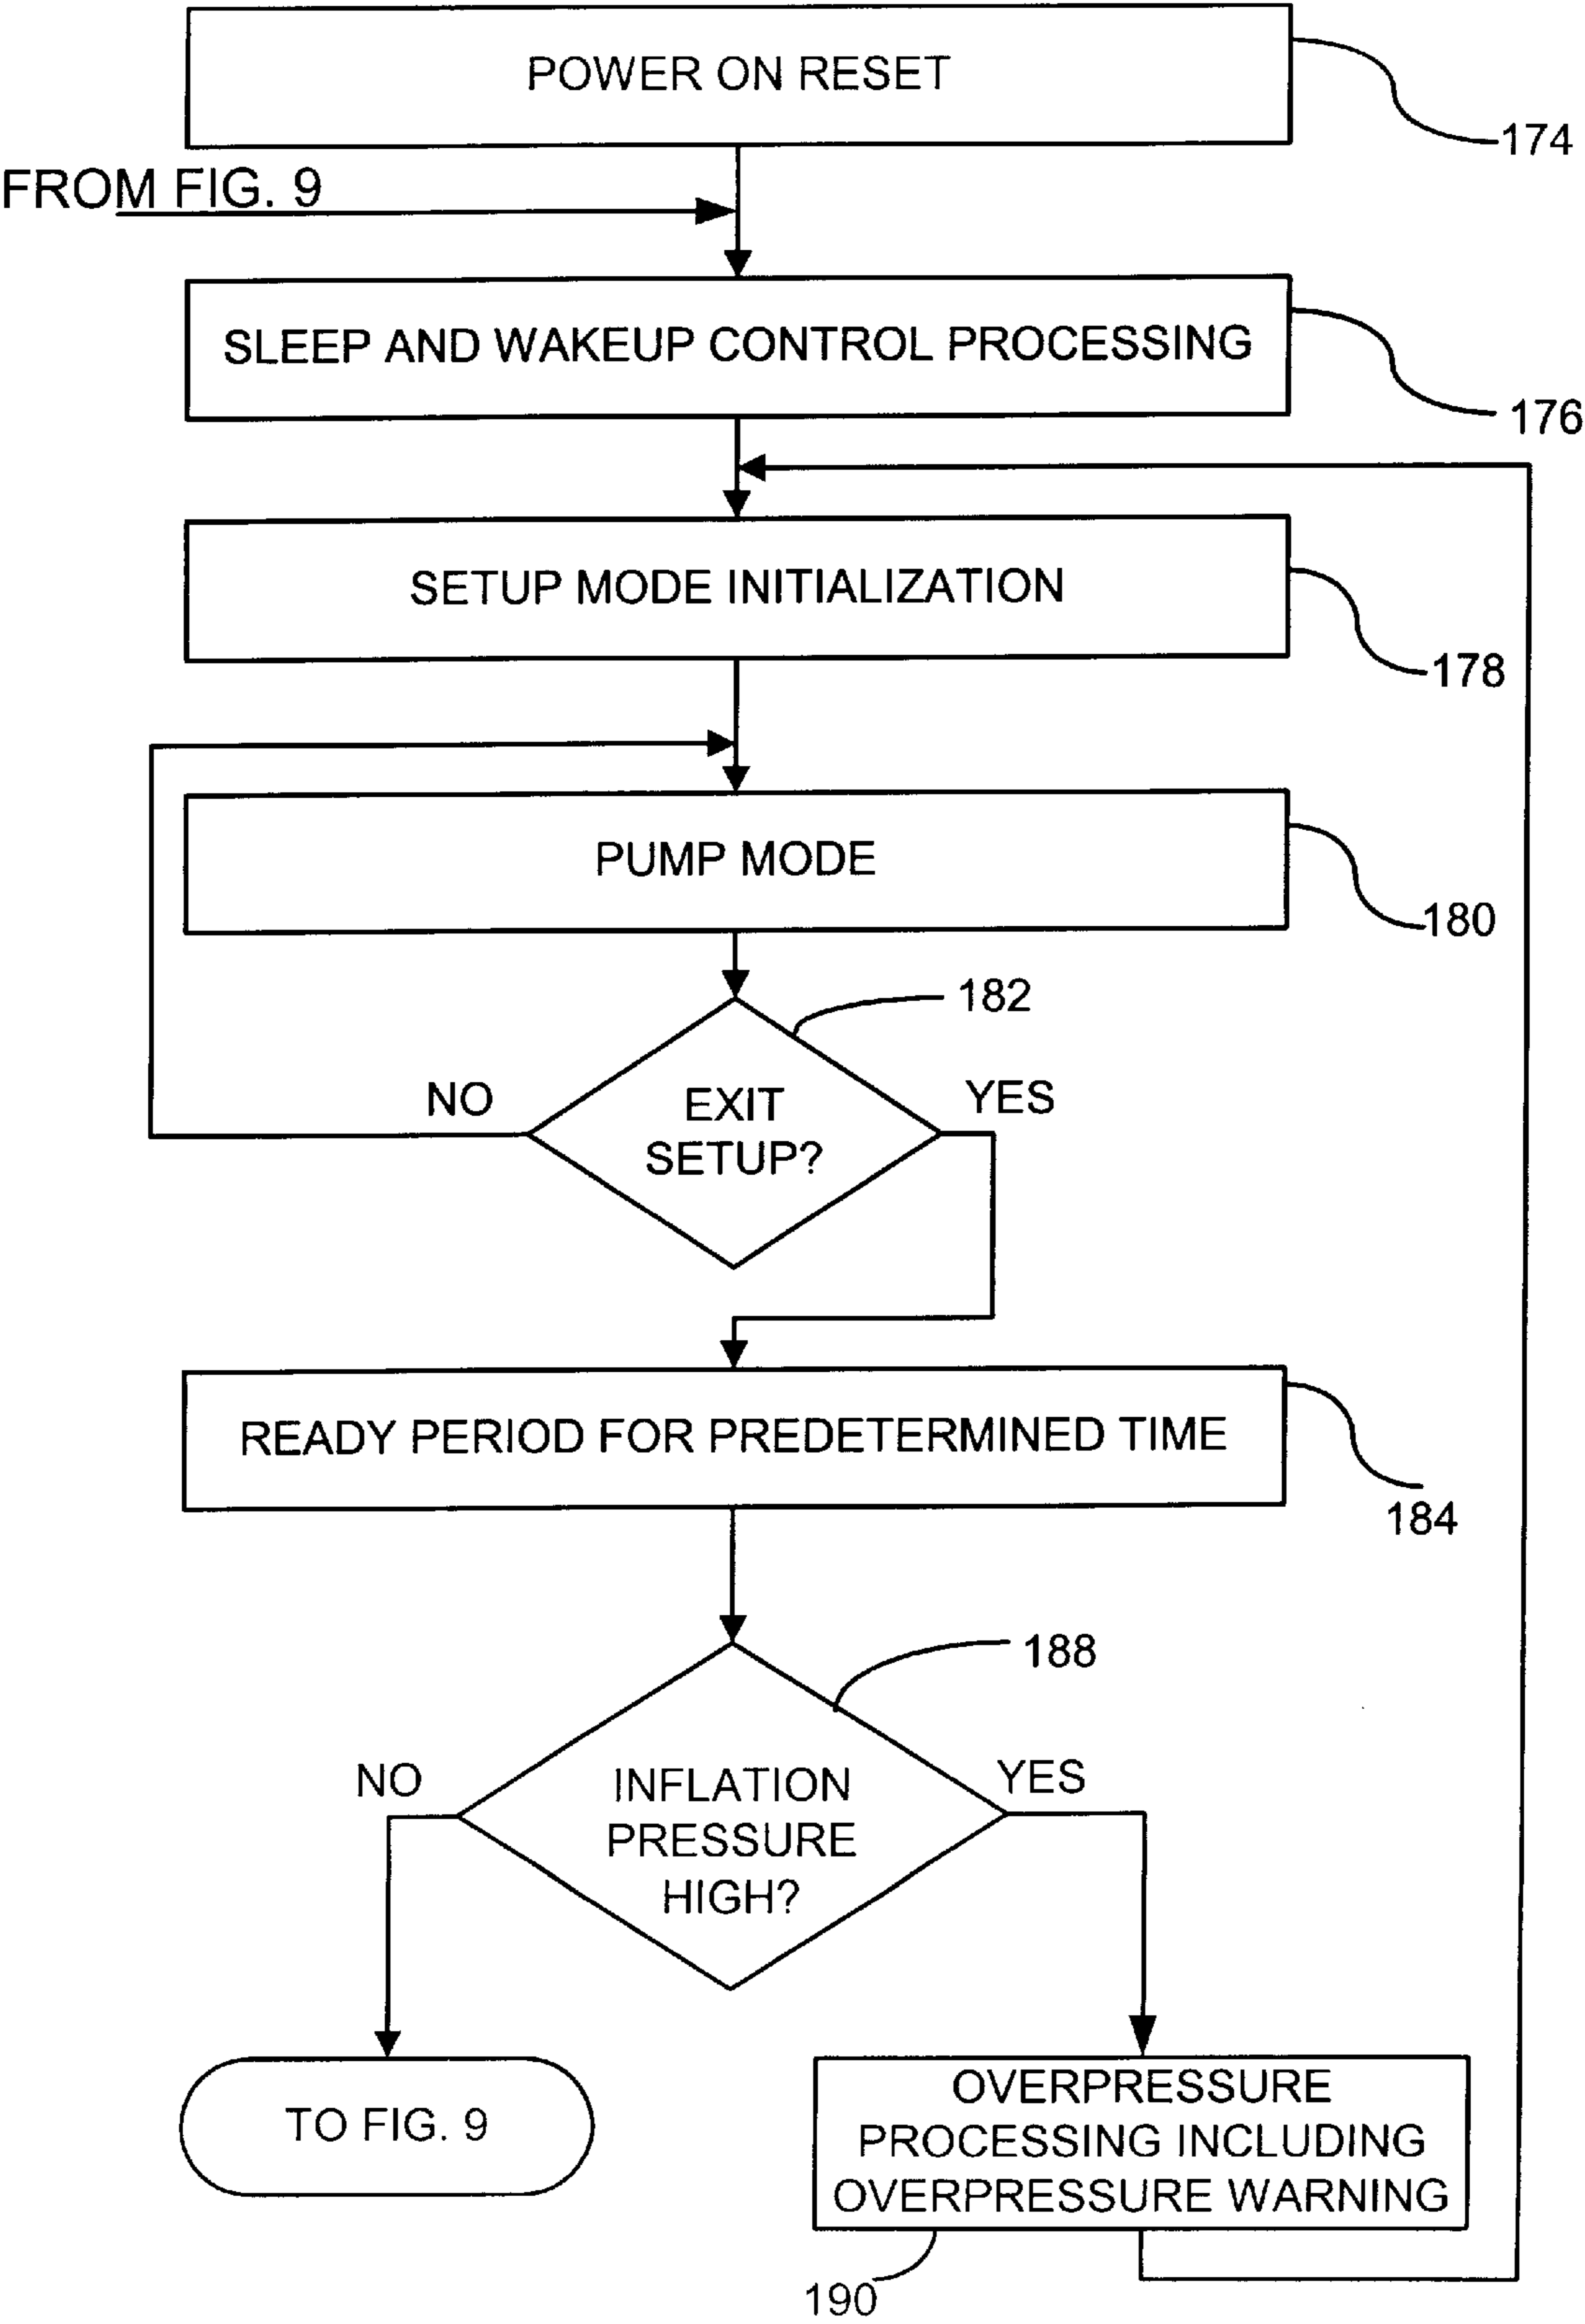 POWER ON RESET
174
FROM FIG. 9
SLEEP AND WAKEUP CONTROL PROCESSING
176
SETUP MODE INITIALIZATION
178
PUMP MODE
180
182
NO
YES
EXIT
SETUP?
READY PERIOD FOR PREDETERMINED TIME
184
188
NO
YES
INFLATION
PRESSURE
HIGH?
TO FIG. 9
OVERPRESSURE
PROCESSING INCLUDING
OVERPRESSURE WARNING
190